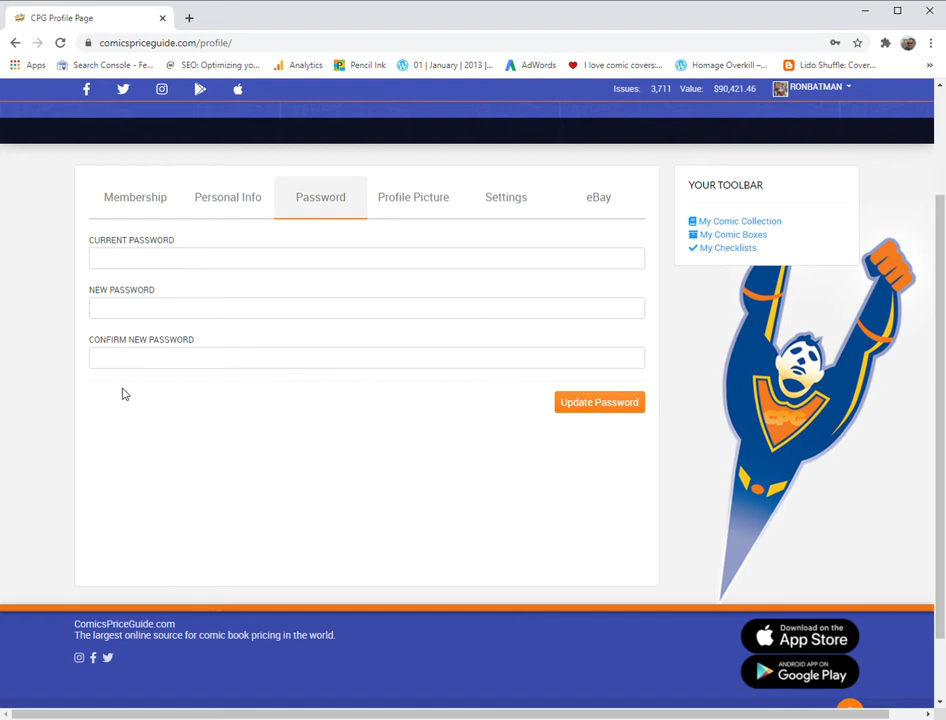 CPG Profile Page
comicspriceguide.com/profile/
Apps Search Console - Fe... SEO: Optimizing yo... Analytics Pencil Ink 01 | January | 2013 |... AdWords I love comic covers:... Homage Overkill –... Lido Shuffle: Cover... »
Issues: 3,711 Value: $90,421.46 RONBATMAN
Membership Personal Info Password Profile Picture Settings eBay
YOUR TOOLBAR
My Comic Collection
My Comic Boxes
My Checklists
CURRENT PASSWORD
NEW PASSWORD
CONFIRM NEW PASSWORD
Update Password
CPG
ComicsPriceGuide.com
The largest online source for comic book pricing in the world.
Download on the
App Store
ANDROID APP ON
Google Play